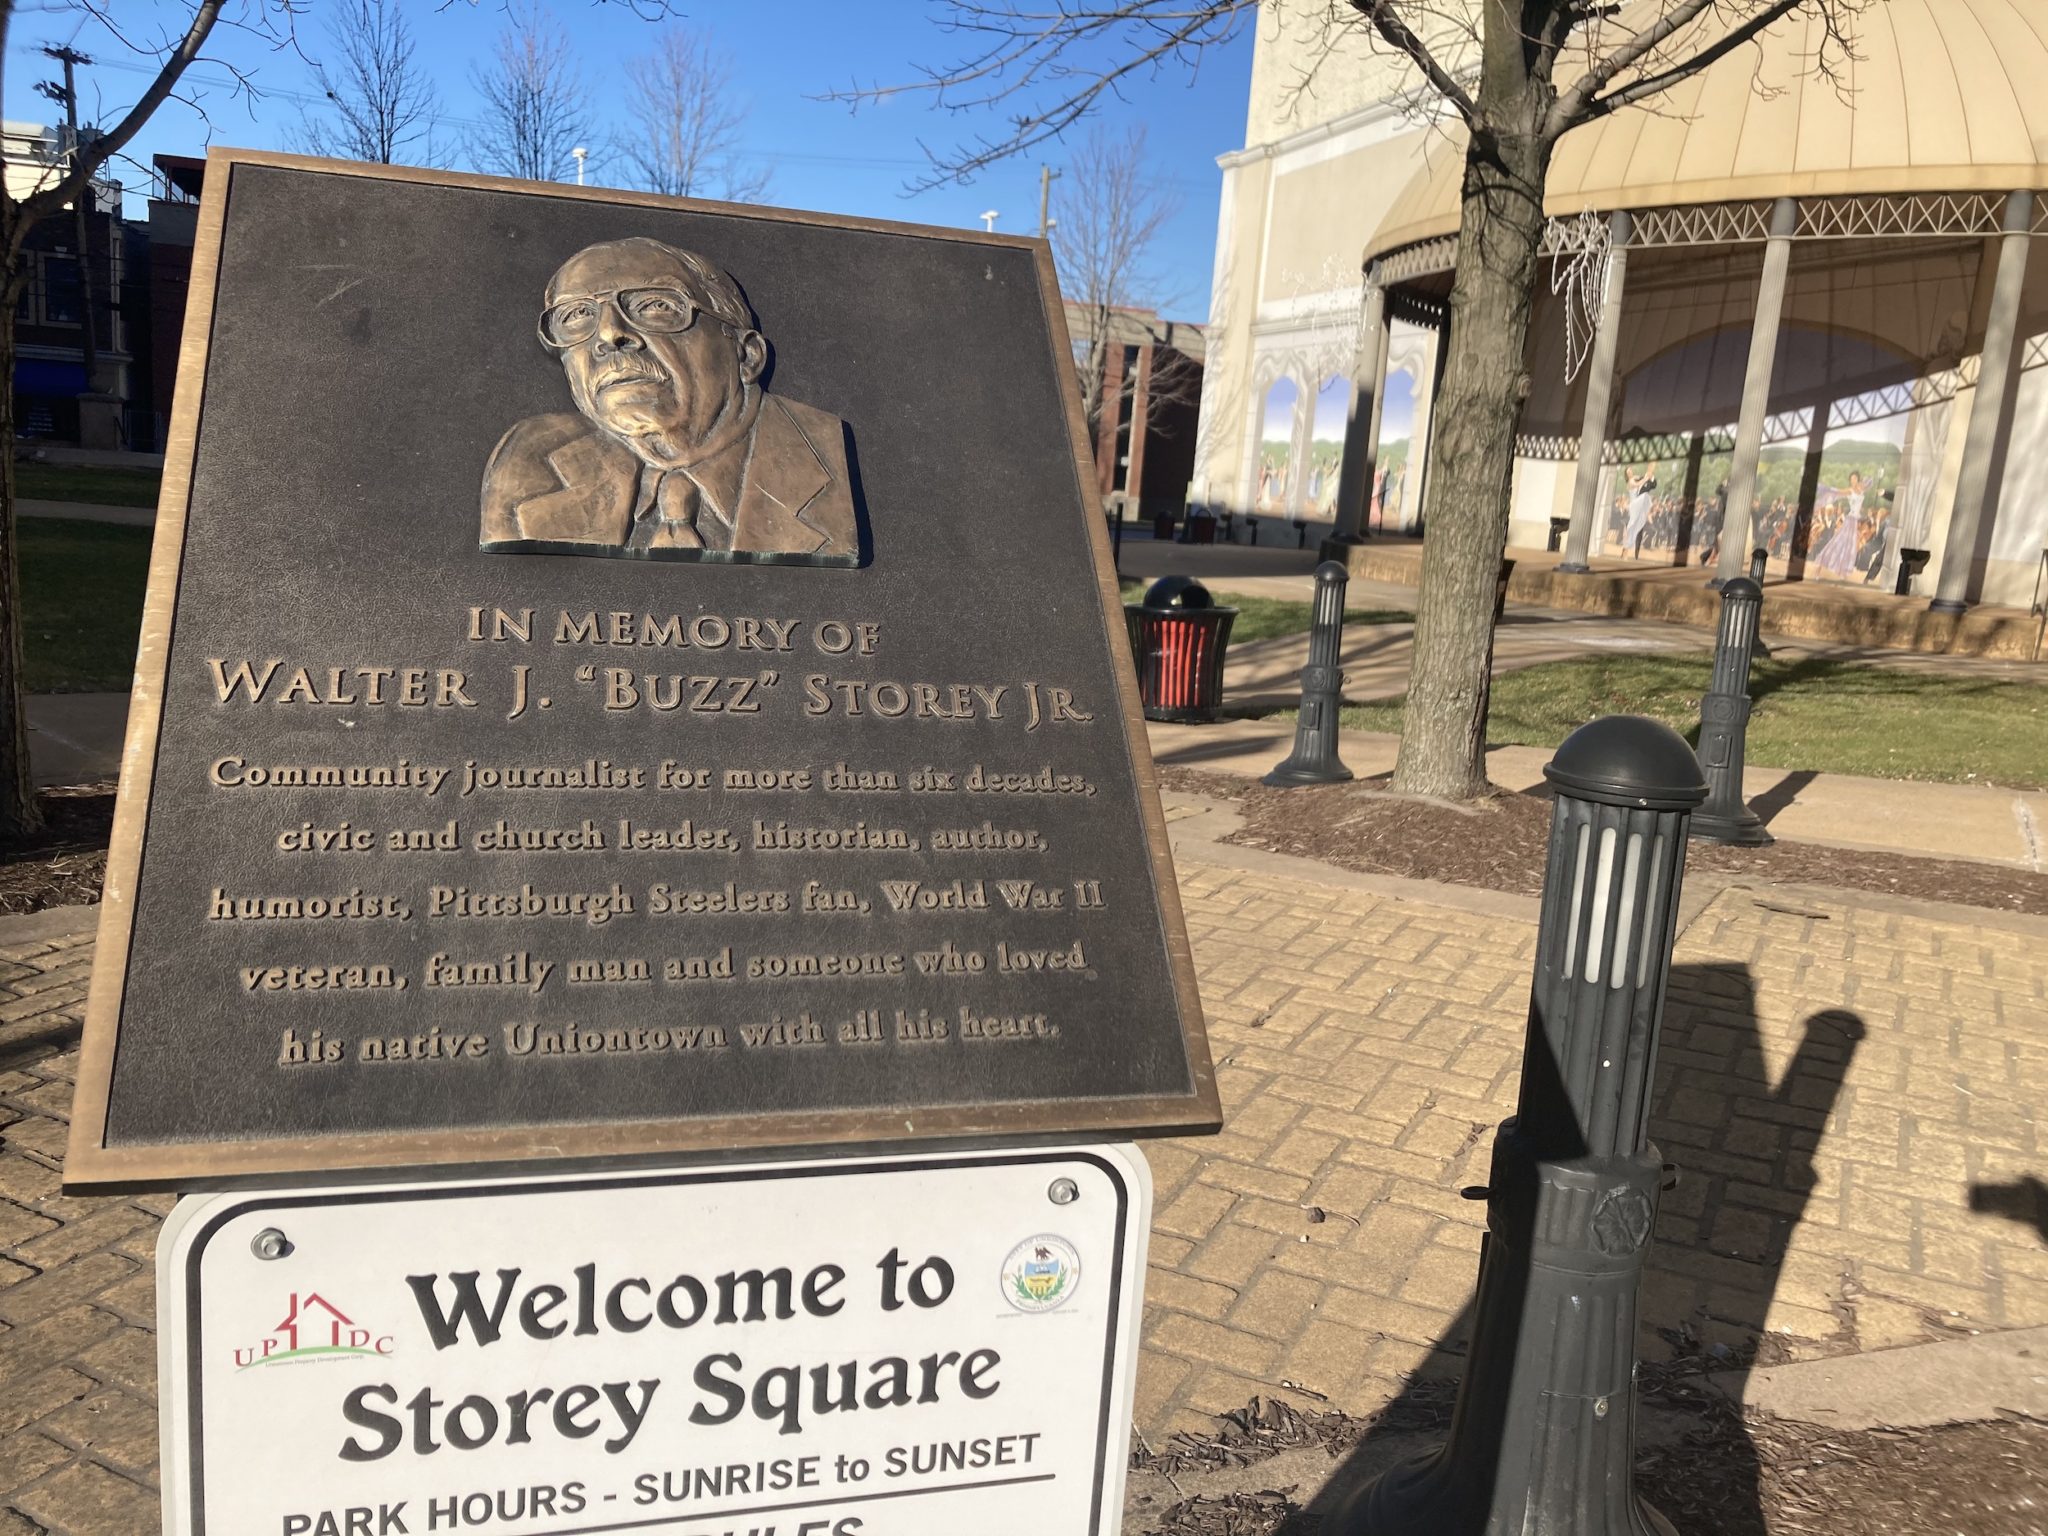 IN MEMORY OF
WALTER J. "BUZZ" STOREY JR.
Community journalist for more than six decades,
civic and church leader, historian, author,
humorist, Pittsburgh Steelers fan, World War II
veteran, family man and someone who loved
his native Uniontown with all his heart.
UPDC
Welcome to
Storey Square
PARK HOURS - SUNRISE to SUNSET